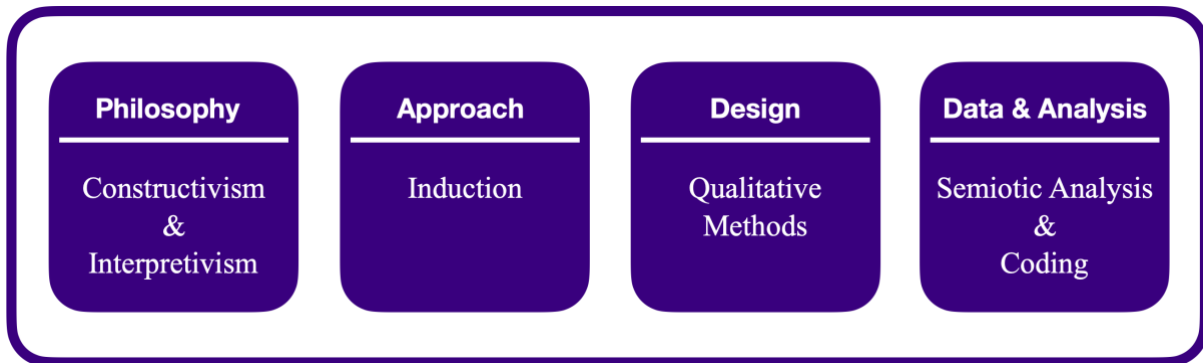 Philosophy
Constructivism
&
Interpretivism
Approach
Induction
Design
Qualitative
Methods
Data & Analysis
Semiotic Analysis
&
Coding